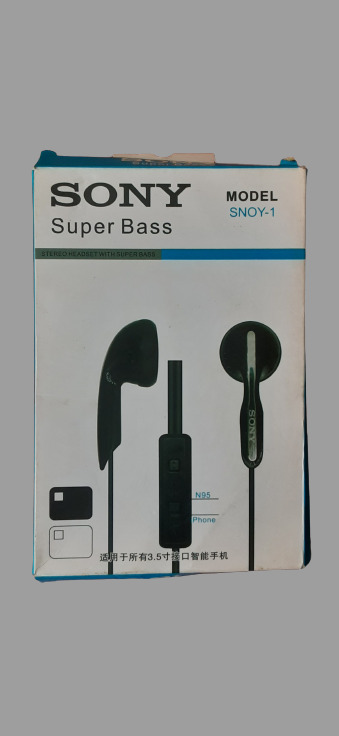 SONY
MODEL
SNOY-1
Super Bass
STEREO HEADSET WITH SUPER BASS
SONY
N95
Phone
适用于所有3.5寸接口智能手机